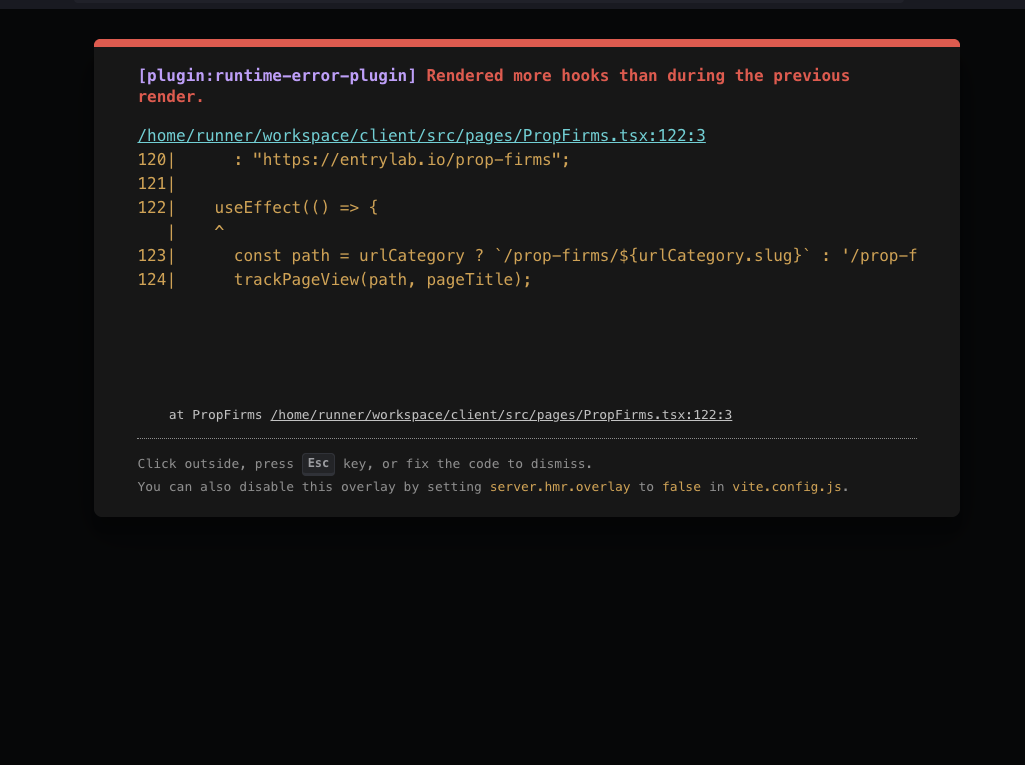 [plugin:runtime-error-plugin] Rendered more hooks than during the previous
render.
/home/runner/workspace/client/src/pages/PropFirms.tsx:122:3
120|      : "https://entrylab.io/prop-firms";
121|
122|    useEffect(() => {
   |    ^
123|      const path = urlCategory ? `/prop-firms/${urlCategory.slug}` : '/prop-f
124|      trackPageView(path, pageTitle);
at PropFirms /home/runner/workspace/client/src/pages/PropFirms.tsx:122:3
Click outside, press Esc key, or fix the code to dismiss.
You can also disable this overlay by setting server.hmr.overlay to false in vite.config.js.